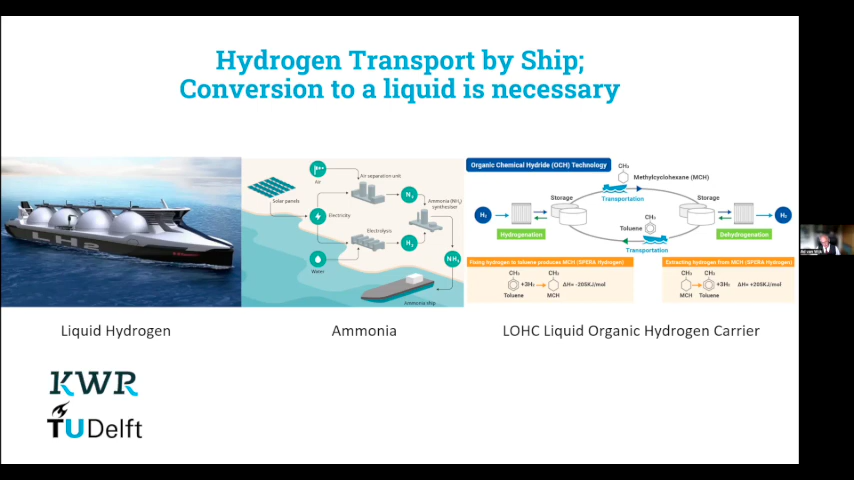 Hydrogen Transport by Ship;
Conversion to a liquid is necessary
LH2
Air
Air separation unit
Solar panels
N₂
Ammonia (NH₃)
synthesiser
Electricity
Electrolysis
H₂
Water
NH₃
Ammonia ship
Organic Chemical Hydride (OCH) Technology
CH₃
Methylcyclohexane (MCH)
Transportation
Storage
Storage
H₂
Hydrogenation
Toluene
CH₃
Transportation
Dehydrogenation
H₂
Fixing hydrogen to toluene produces MCH (SPERA Hydrogen)
CH₃
CH₃
+3H₂
ΔH= -205KJ/mol
Toluene
MCH
Extracting hydrogen from MCH (SPERA Hydrogen)
CH₃
CH₃
+3H₂
ΔH= +205KJ/mol
MCH
Toluene
Liquid Hydrogen
Ammonia
LOHC Liquid Organic Hydrogen Carrier
KWR
TUDelft